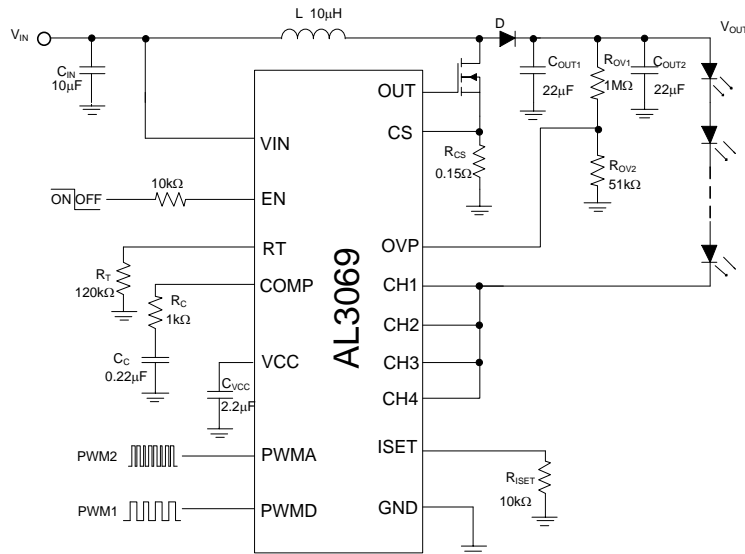 L 10μH
D
VIN
VOUT
CIN
10μF
COUT1
22μF
ROV1
1MΩ
COUT2
22μF
OUT
CS
VIN
RCS
0.15Ω
ROV2
51kΩ
ON OFF
10kΩ
EN
RT
OVP
RT
120kΩ
COMP
CH1
RC
1kΩ
AL3069
CH2
CC
0.22μF
VCC
CH3
CVCC
2.2μF
CH4
PWM2
PWMA
ISET
RISET
10kΩ
PWM1
PWMD
GND